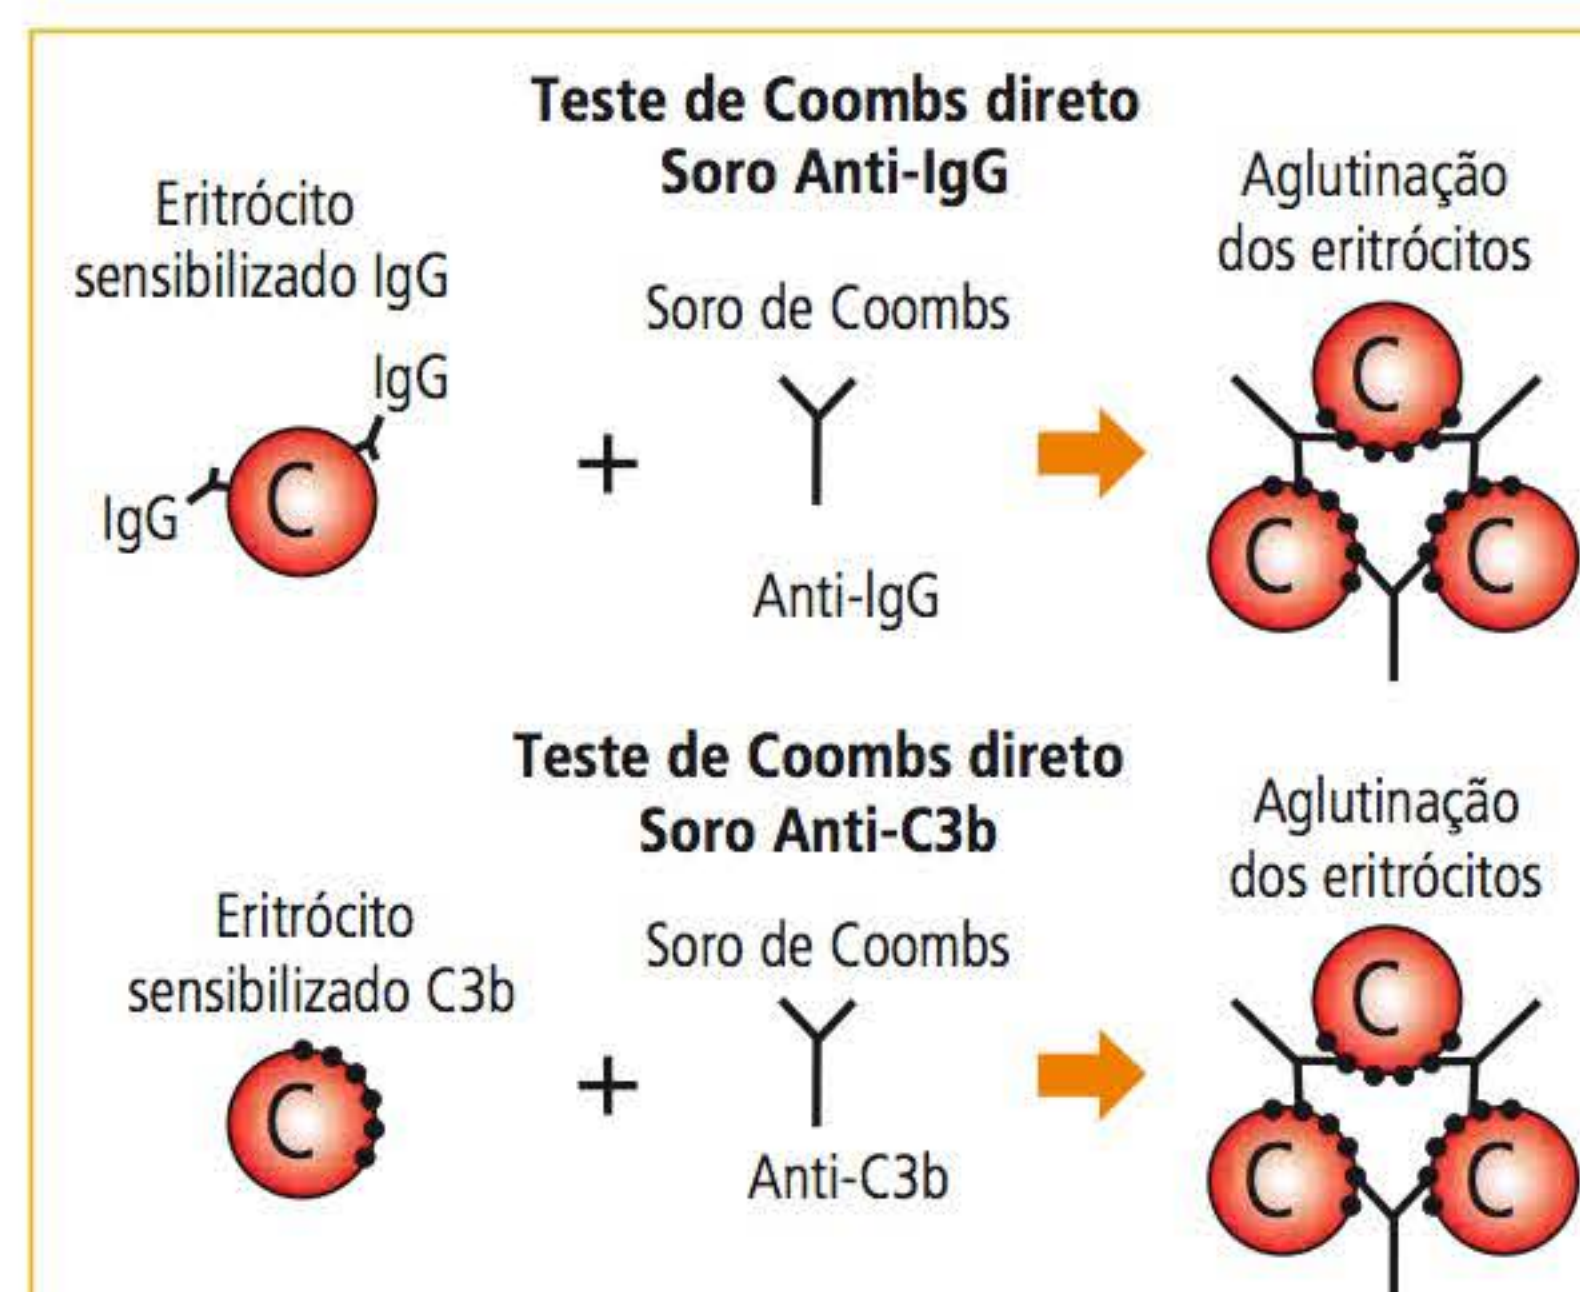 Teste de Coombs direto
Soro Anti-IgG
Eritrócito
sensibilizado IgG
IgG
IgG
C
+
Soro de Coombs
Anti-IgG
Aglutinação
dos eritrócitos
C
C
C
Teste de Coombs direto
Soro Anti-C3b
Eritrócito
sensibilizado C3b
C
+
Soro de Coombs
Anti-C3b
Aglutinação
dos eritrócitos
C
C
C